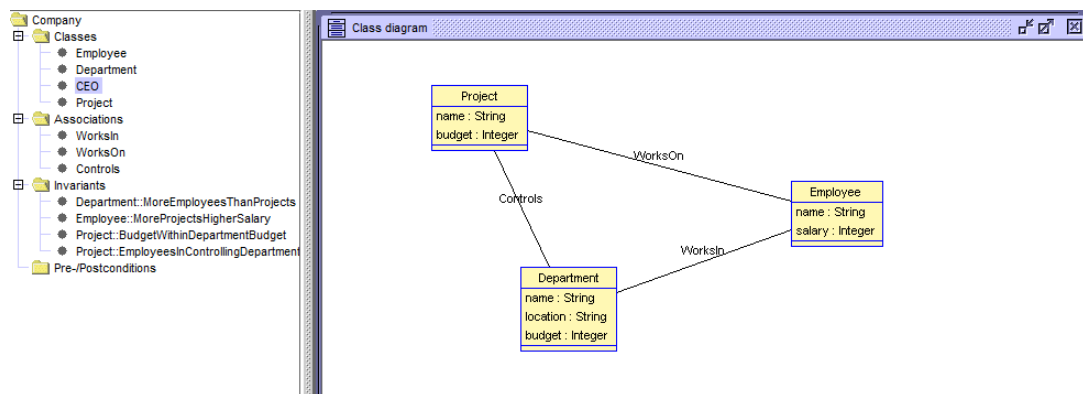 Company
Classes
Employee
Department
CEO
Project
Associations
WorksIn
WorksOn
Controls
Invariants
Department::MoreEmployeesThanProjects
Employee::MoreProjectsHigherSalary
Project::BudgetWithinDepartmentBudget
Project::EmployeesInControllingDepartment
Pre-/Postconditions
Class diagram
Project
name : String
budget : Integer
WorksOn
Controls
Employee
name : String
salary : Integer
WorksIn
Department
name : String
location : String
budget : Integer